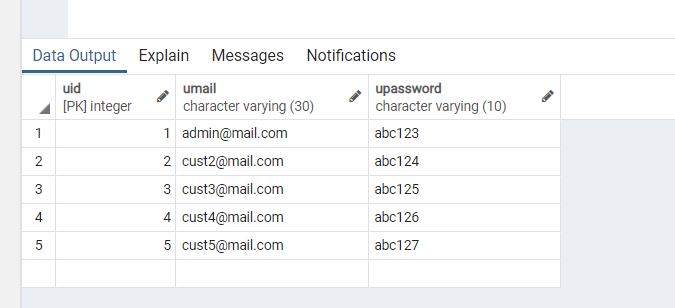 Data Output Explain Messages Notifications
uid umail upassword
[PK] integer character varying (30) character varying (10)
1 1 admin@mail.com abc123
2 2 cust2@mail.com abc124
3 3 cust3@mail.com abc125
4 4 cust4@mail.com abc126
5 5 cust5@mail.com abc127